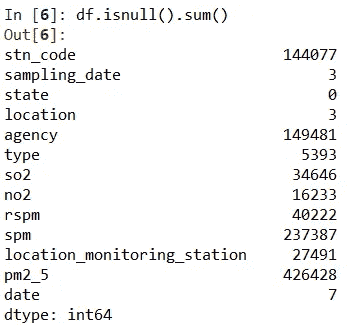 In [6]: df.isnull().sum()
Out[6]:
stn_code 144077
sampling_date 3
state 0
location 3
agency 149481
type 5393
so2 34646
no2 16233
rspm 40222
spm 237387
location_monitoring_station 27491
pm2_5 426428
date 7
dtype: int64